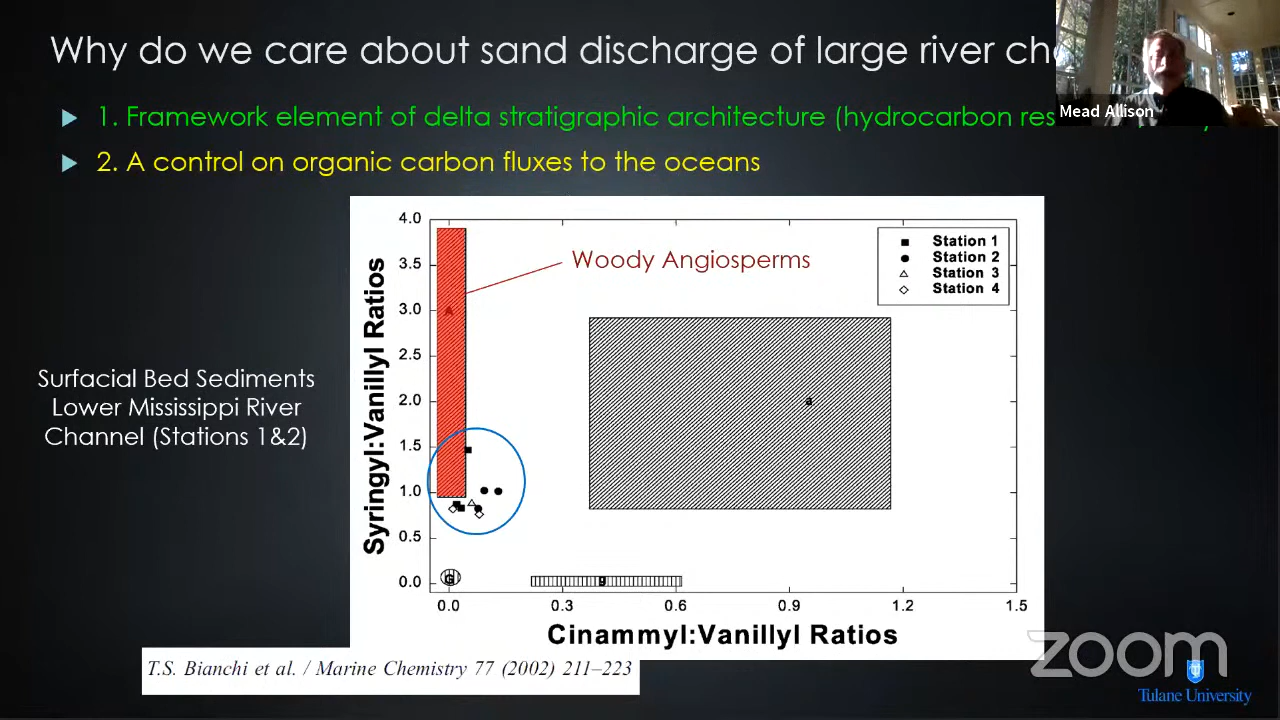 Why do we care about sand discharge of large river ch
1. Framework element of delta stratigraphic architecture (hydrocarbon res
Mead Allison
2. A control on organic carbon fluxes to the oceans
Surfacial Bed Sediments
Lower Mississippi River
Channel (Stations 1&2)
Syringyl:Vanillyl Ratios
4.0
3.5
3.0
2.5
2.0
1.5
1.0
0.5
0.0
Woody Angiosperms
Station 1
Station 2
Station 3
Station 4
A
a
G
g
0.0 0.3 0.6 0.9 1.2 1.5
Cinammyl:Vanillyl Ratios
T.S. Bianchi et al. / Marine Chemistry 77 (2002) 211–223
zoom
Tulane University